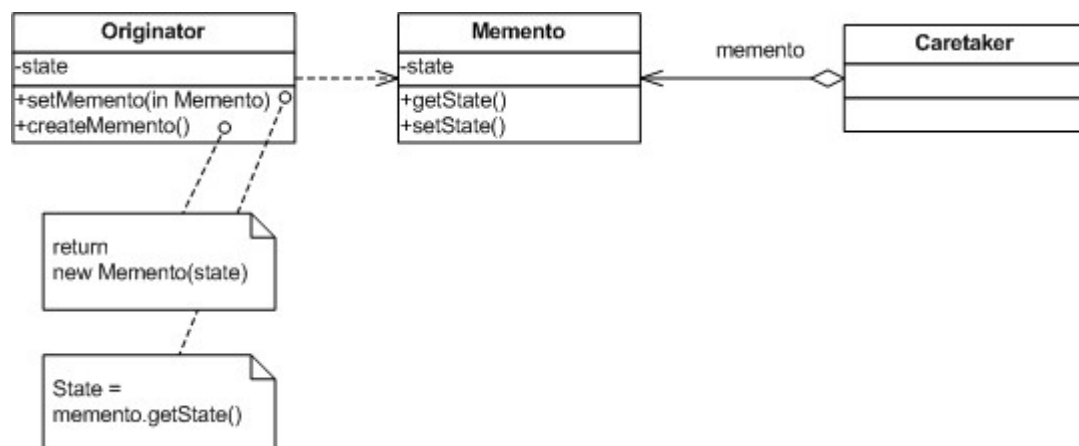 Originator
-state
+setMemento(in Memento)
+createMemento()
Memento
-state
+getState()
+setState()
memento
Caretaker
return
new Memento(state)
State =
memento.getState()